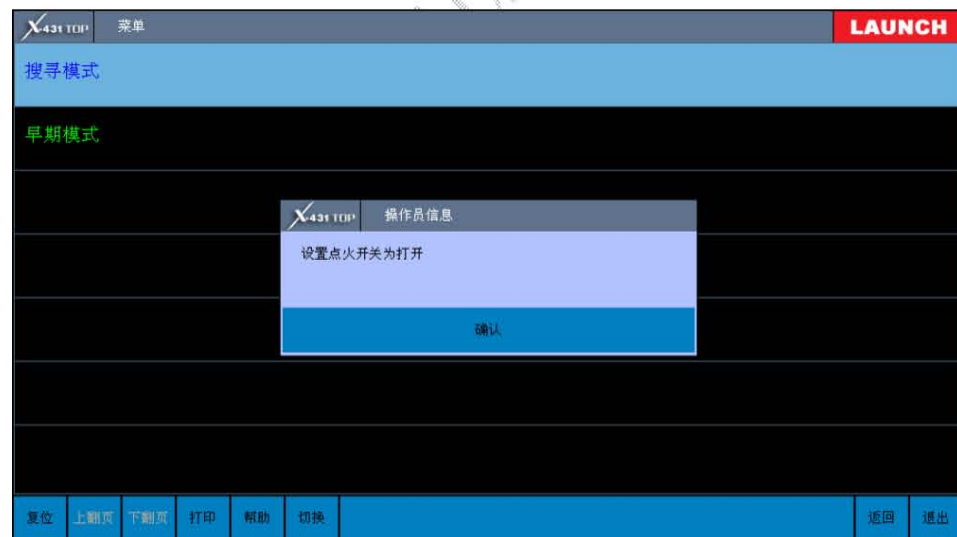 X-431 TOP 菜单 LAUNCH
搜寻模式
早期模式
X-431 TOP 操作员信息
设置点火开关为打开
确认
复位 上翻页 下翻页 打印 帮助 切换 返回 退出